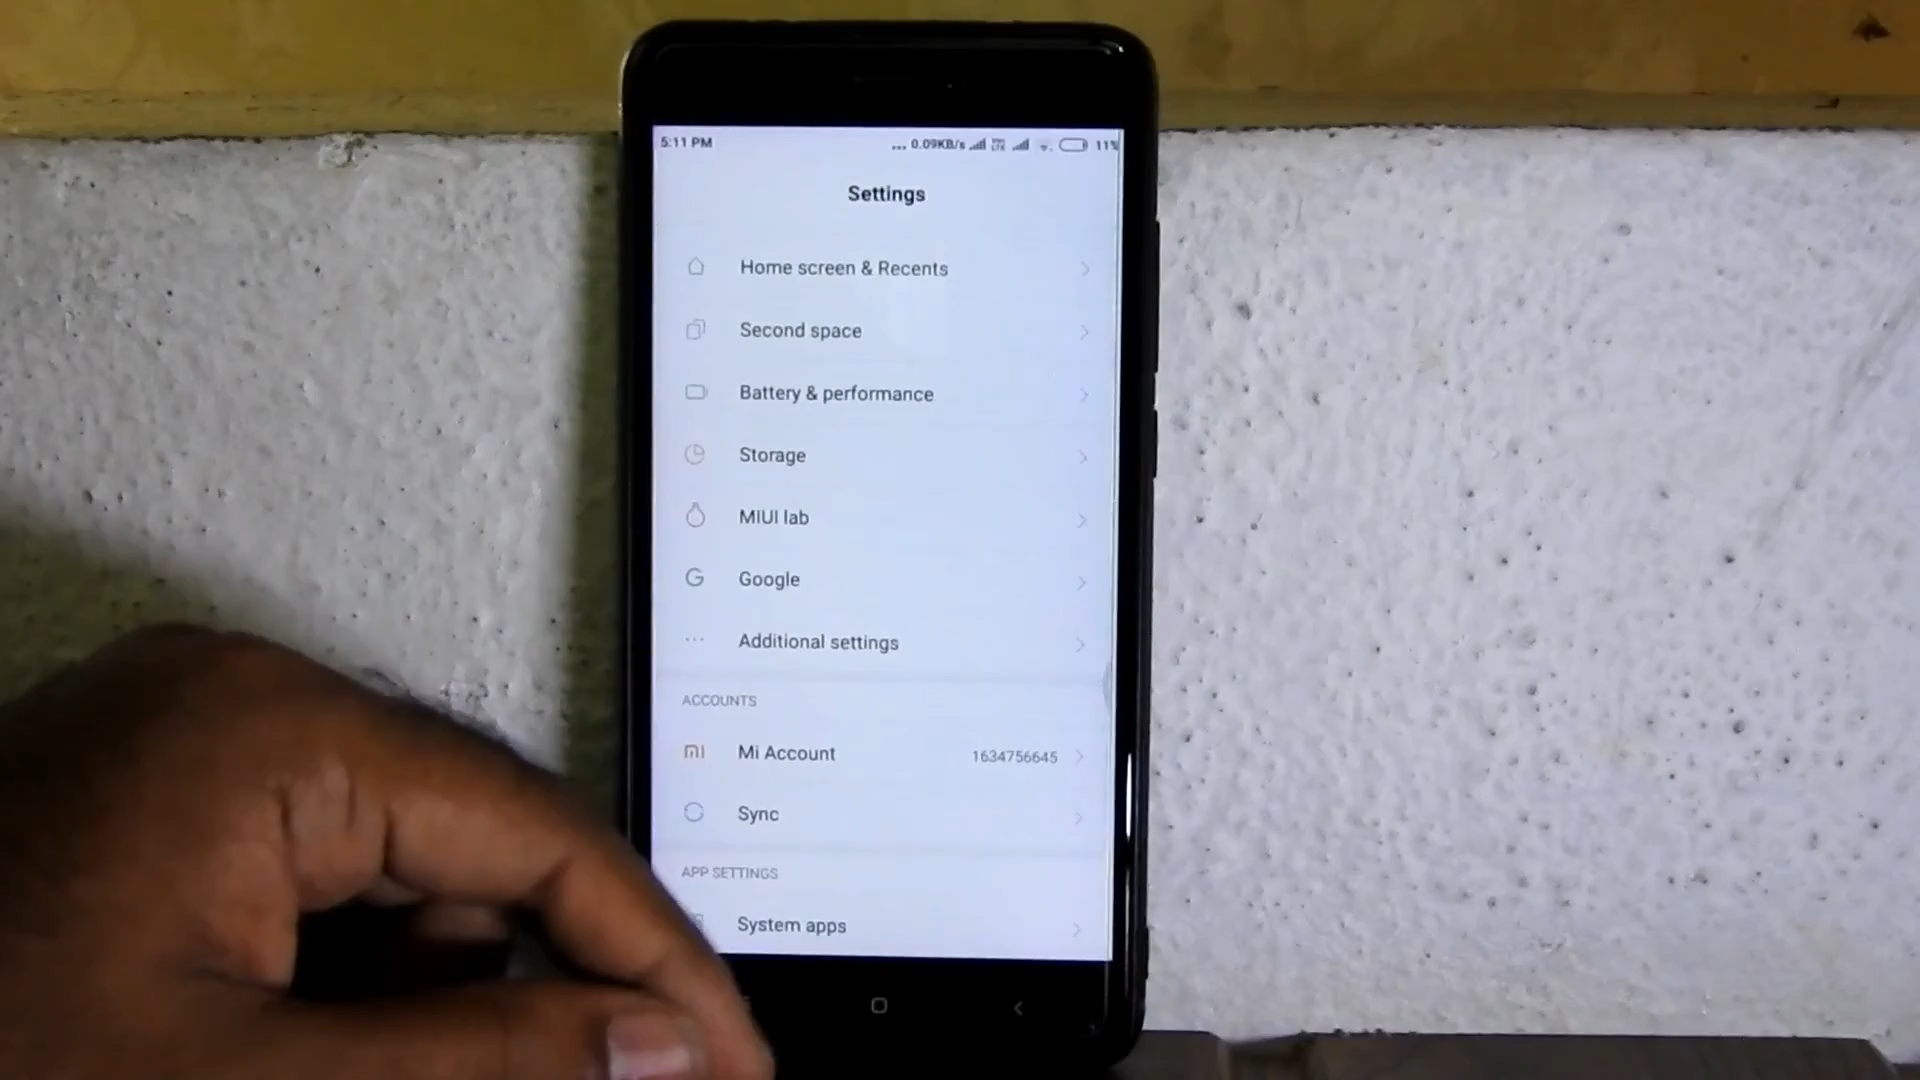 5:11 PM
... 0.09KB/s VoLTE 11%
Settings
Home screen & Recents
Second space
Battery & performance
Storage
MIUI lab
Google
Additional settings
ACCOUNTS
Mi Account 1634756645
Sync
APP SETTINGS
System apps